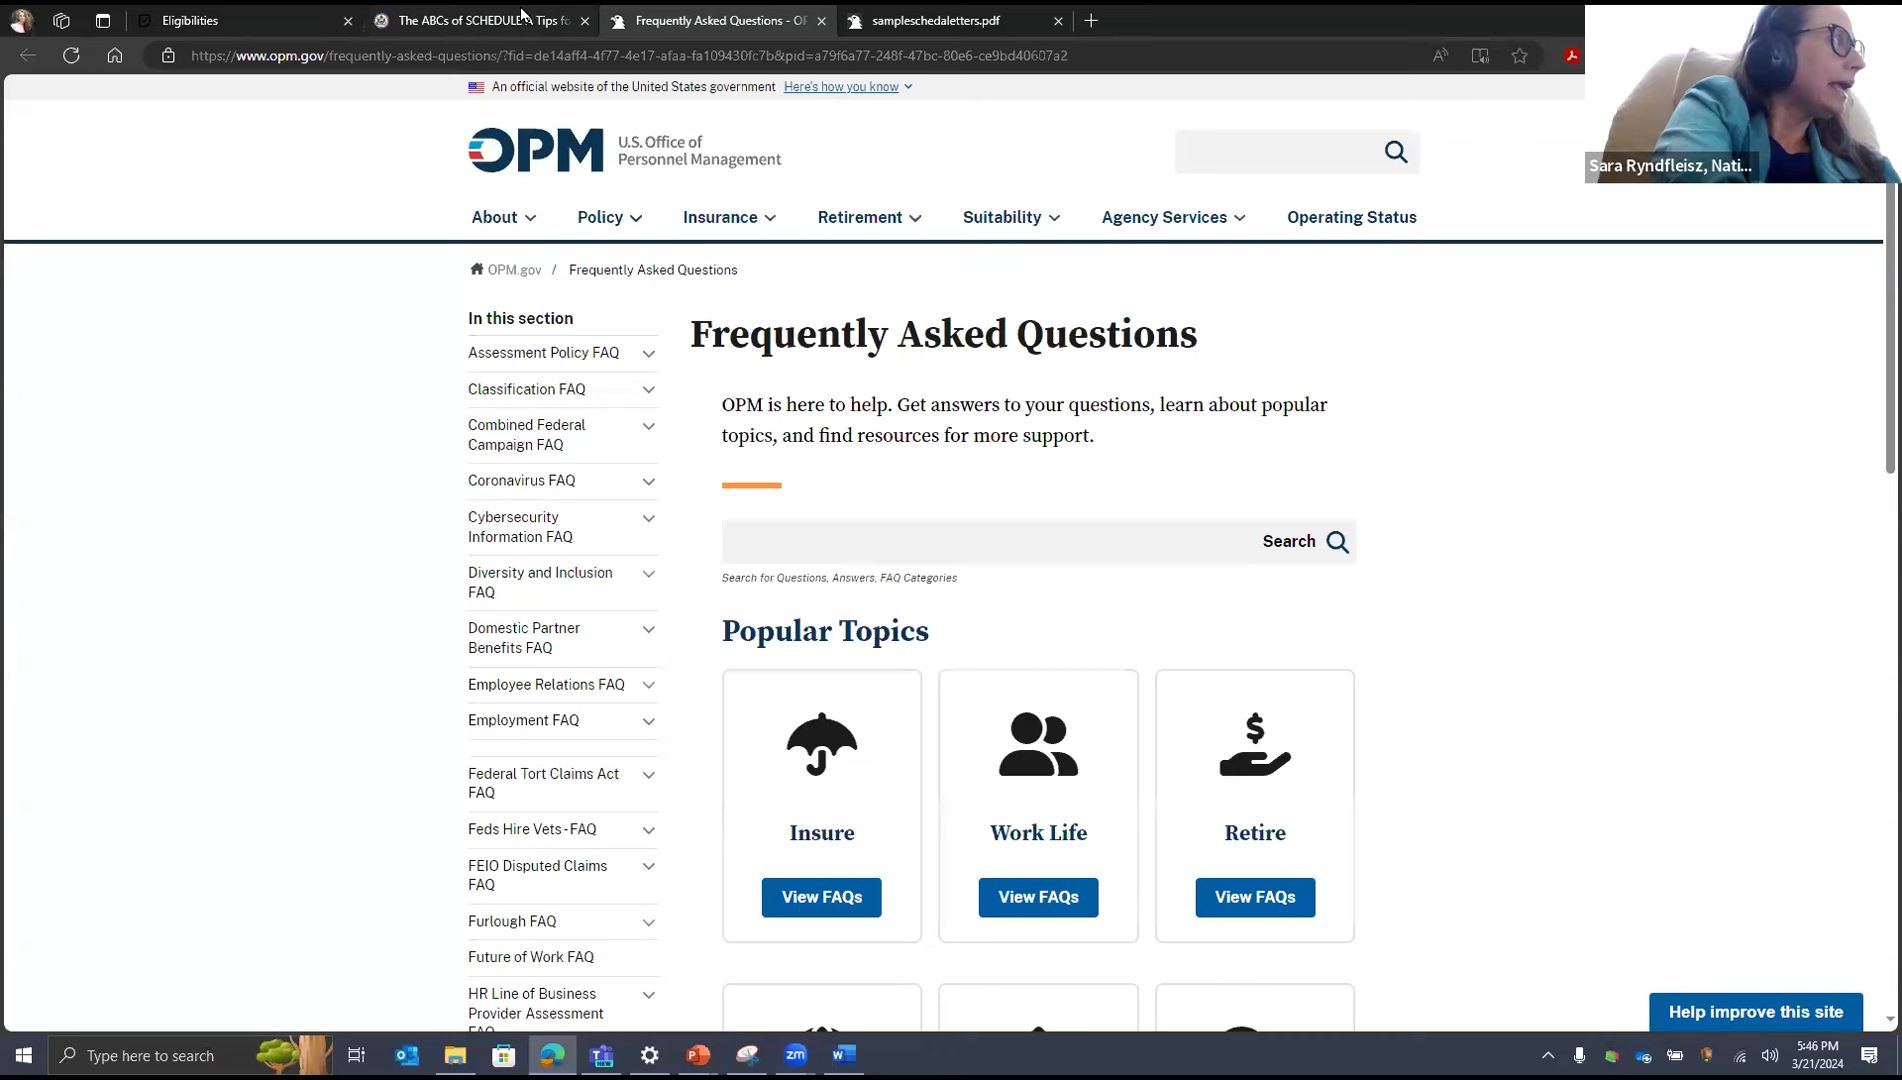 Eligibilities
The ABCs of SCHEDULE A Tips fo
Frequently Asked Questions - OP
sampleschedaletters.pdf
https://www.opm.gov/frequently-asked-questions/?fid=de14aff4-4f77-4e17-afaa-fa109430fc7b&pid=a79f6a77-248f-47bc-80e6-ce9bd40607a2
An official website of the United States government Here's how you know
OPM
U.S. Office of
Personnel Management
About
Policy
Insurance
Retirement
Suitability
Agency Services
Operating Status
Sara Ryndfleisz, Nati...
OPM.gov / Frequently Asked Questions
In this section
Assessment Policy FAQ
Classification FAQ
Combined Federal
Campaign FAQ
Coronavirus FAQ
Cybersecurity
Information FAQ
Diversity and Inclusion
FAQ
Domestic Partner
Benefits FAQ
Employee Relations FAQ
Employment FAQ
Federal Tort Claims Act
FAQ
Feds Hire Vets - FAQ
FEIO Disputed Claims
FAQ
Furlough FAQ
Future of Work FAQ
HR Line of Business
Provider Assessment
FAQ
Frequently Asked Questions
OPM is here to help. Get answers to your questions, learn about popular
topics, and find resources for more support.
Search
Search for Questions, Answers, FAQ Categories
Popular Topics
Insure
View FAQs
Work Life
View FAQs
Retire
View FAQs
Help improve this site
Type here to search
zm
5:46 PM
3/21/2024